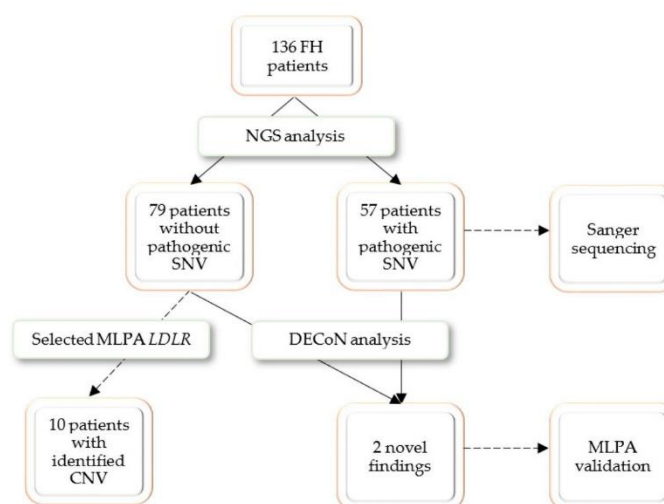 136 FH
patients
NGS analysis
79 patients
without
pathogenic
SNV
57 patients
with
pathogenic
SNV
Sanger
sequencing
Selected MLPA LDLR
DECoN analysis
10 patients
with
identified
CNV
2 novel
findings
MLPA
validation